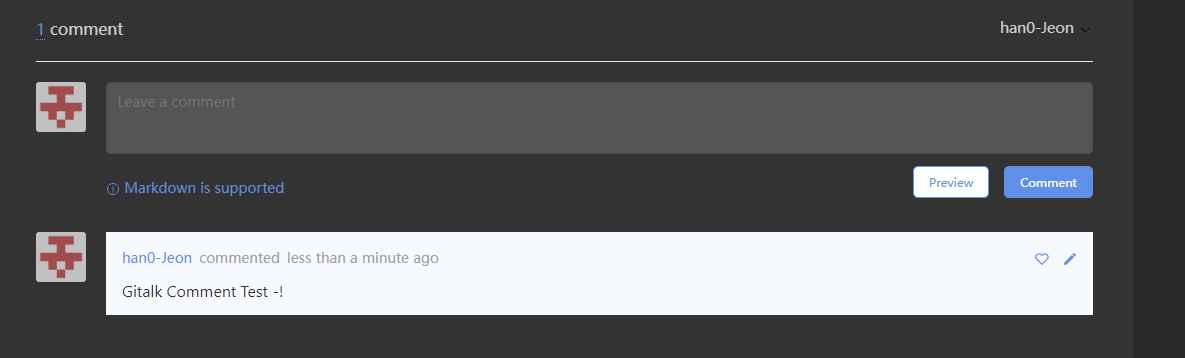 1 comment
han0-Jeon
Leave a comment
Markdown is supported
Preview
Comment
han0-Jeon commented less than a minute ago
Gitalk Comment Test -!